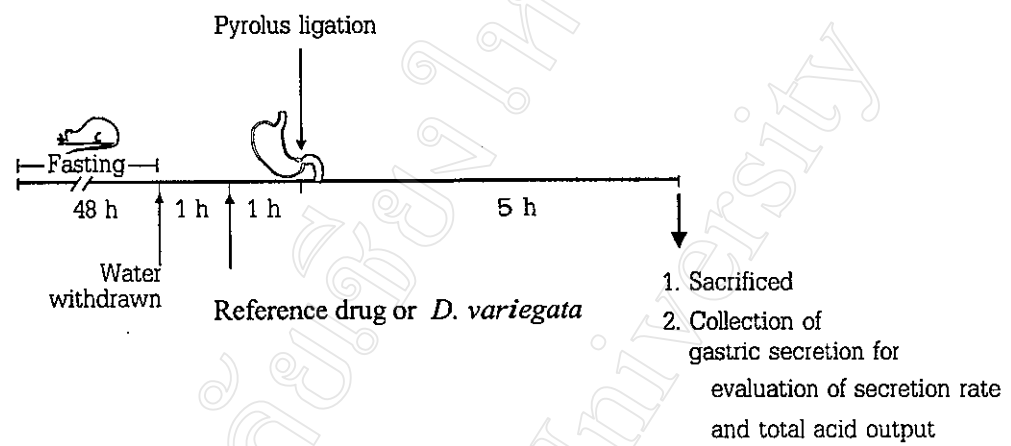 Pyrolus ligation
Fasting
48 h
1 h
1 h
5 h
Water
withdrawn
Reference drug or D. variegata
1. Sacrificed
2. Collection of
gastric secretion for
evaluation of secretion rate
and total acid output
University